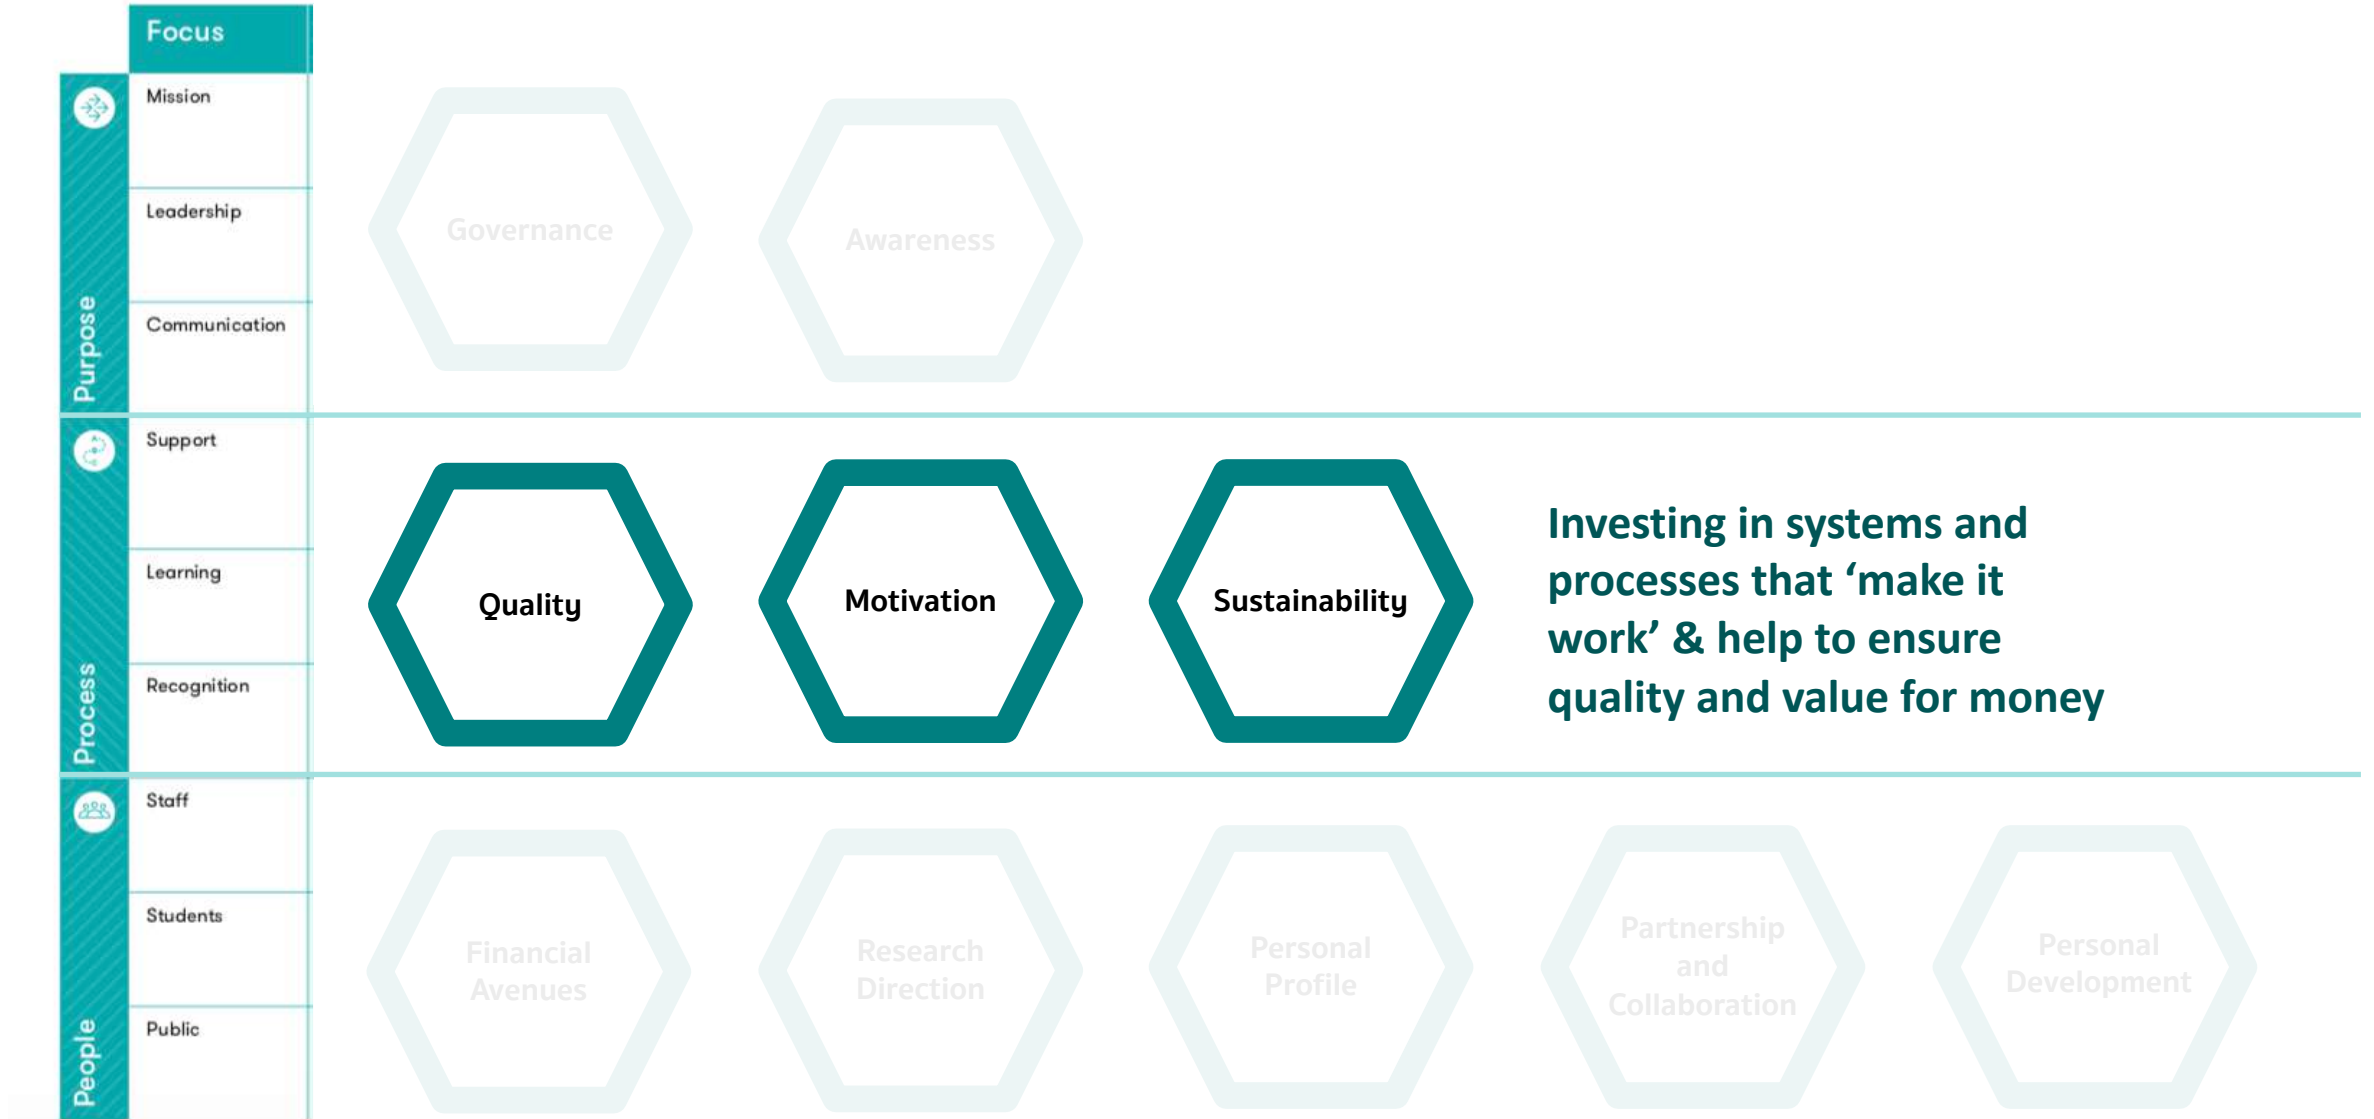 Focus
Purpose
Mission
Leadership
Communication
Governance
Awareness
Process
Support
Learning
Recognition
Quality
Motivation
Sustainability
Investing in systems and
processes that ‘make it
work’ & help to ensure
quality and value for money
People
Staff
Students
Public
Financial
Avenues
Research
Direction
Personal
Profile
Partnership
and
Collaboration
Personal
Development